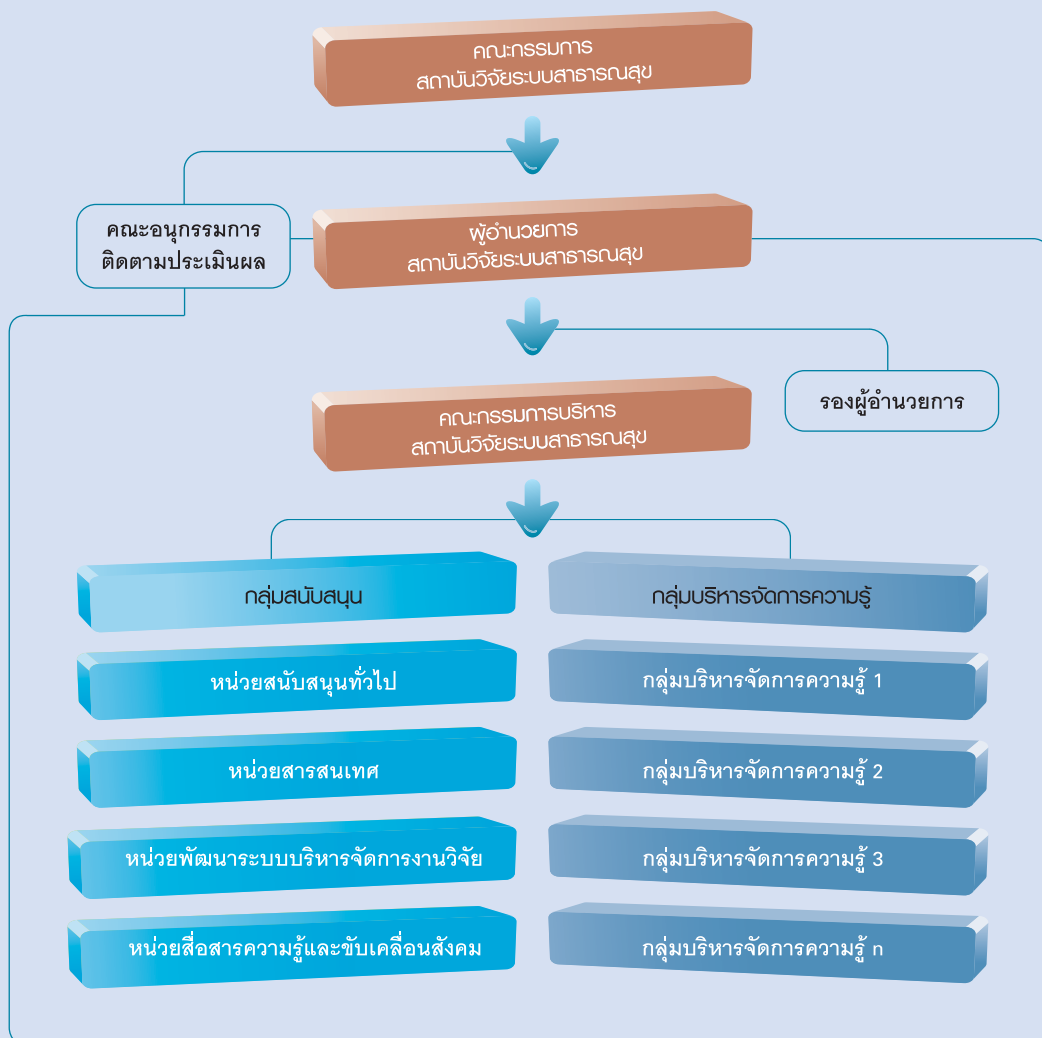 คณะกรรมการ
สถาบันวิจัยระบบสาธารณสุข
คณะอนุกรรมการ
ติดตามประเมินผล
ผู้อำนวยการ
สถาบันวิจัยระบบสาธารณสุข
รองผู้อำนวยการ
คณะกรรมการบริหาร
สถาบันวิจัยระบบสาธารณสุข
กลุ่มสนับสนุน
กลุ่มบริหารจัดการความรู้
หน่วยสนับสนุนทั่วไป
กลุ่มบริหารจัดการความรู้ 1
หน่วยสารสนเทศ
กลุ่มบริหารจัดการความรู้ 2
หน่วยพัฒนาระบบบริหารจัดการงานวิจัย
กลุ่มบริหารจัดการความรู้ 3
หน่วยสื่อสารความรู้และขับเคลื่อนสังคม
กลุ่มบริหารจัดการความรู้ n